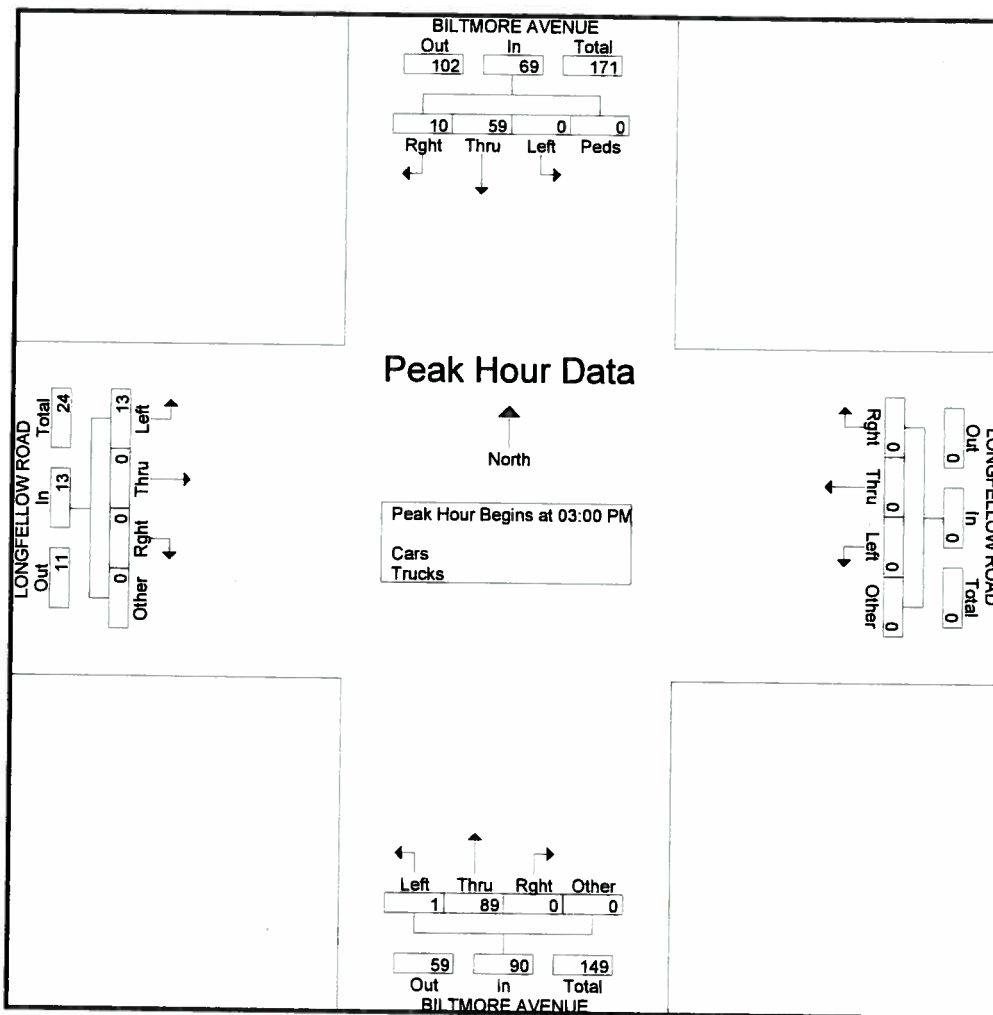 BILTMORE AVENUE
Out In Total
102 69 171
10 59 0 0
Rght Thru Left Peds
Peak Hour Data
North
Peak Hour Begins at 03:00 PM
Cars
Trucks
LONGFELLOW ROAD
Out In Total
11 13 24
0 0 0 13
Other Rght Thru Left
LONGFELLOW ROAD
Out In Total
0 0 0
Rght Thru Left Other
0 0 0 0
Left Thru Rght Other
1 89 0 0
59 90 149
Out In Total
BILTMORE AVENUE